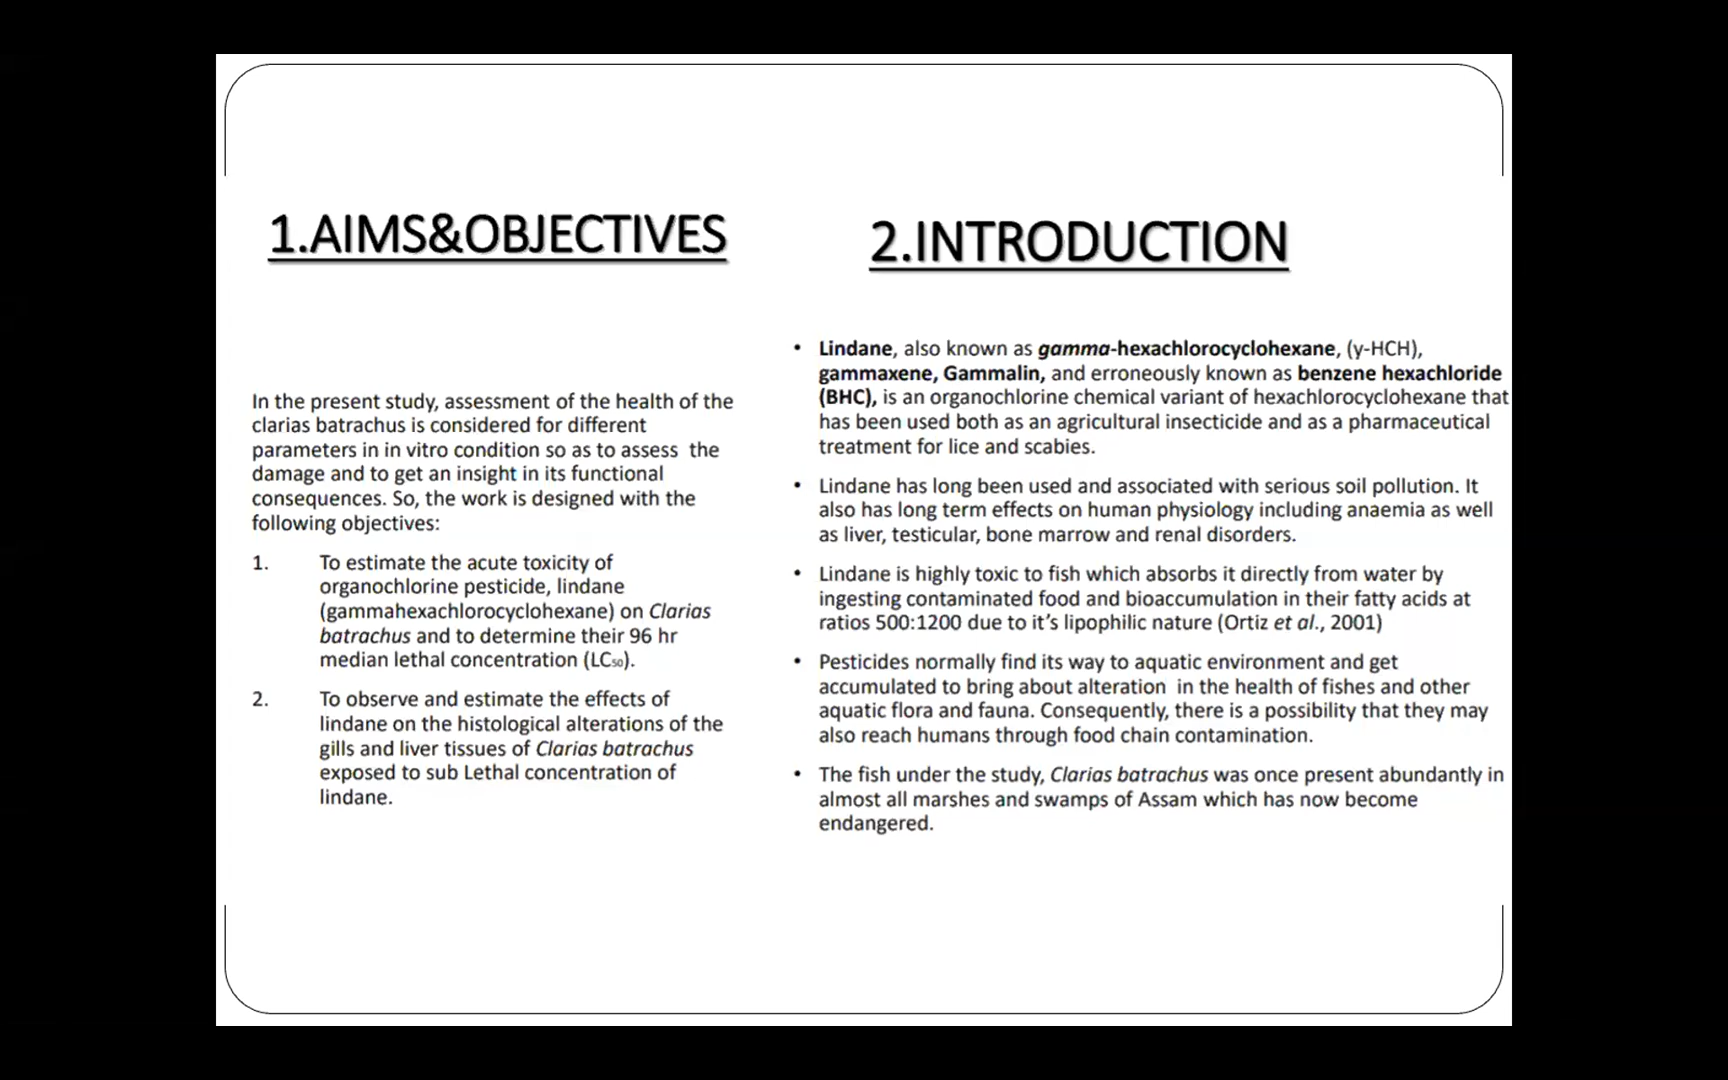 1.AIMS&OBJECTIVES
In the present study, assessment of the health of the
clarias batrachus is considered for different
parameters in in vitro condition so as to assess  the
damage and to get an insight in its functional
consequences. So, the work is designed with the
following objectives:
1. To estimate the acute toxicity of
organochlorine pesticide, lindane
(gammahexachlorocyclohexane) on Clarias
batrachus and to determine their 96 hr
median lethal concentration (LC₅₀).
2. To observe and estimate the effects of
lindane on the histological alterations of the
gills and liver tissues of Clarias batrachus
exposed to sub Lethal concentration of
lindane.
2.INTRODUCTION
• Lindane, also known as gamma-hexachlorocyclohexane, (γ-HCH),
gammaxene, Gammalin, and erroneously known as benzene hexachloride
(BHC), is an organochlorine chemical variant of hexachlorocyclohexane that
has been used both as an agricultural insecticide and as a pharmaceutical
treatment for lice and scabies.
• Lindane has long been used and associated with serious soil pollution. It
also has long term effects on human physiology including anaemia as well
as liver, testicular, bone marrow and renal disorders.
• Lindane is highly toxic to fish which absorbs it directly from water by
ingesting contaminated food and bioaccumulation in their fatty acids at
ratios 500:1200 due to it's lipophilic nature (Ortiz et al., 2001)
• Pesticides normally find its way to aquatic environment and get
accumulated to bring about alteration  in the health of fishes and other
aquatic flora and fauna. Consequently, there is a possibility that they may
also reach humans through food chain contamination.
• The fish under the study, Clarias batrachus was once present abundantly in
almost all marshes and swamps of Assam which has now become
endangered.